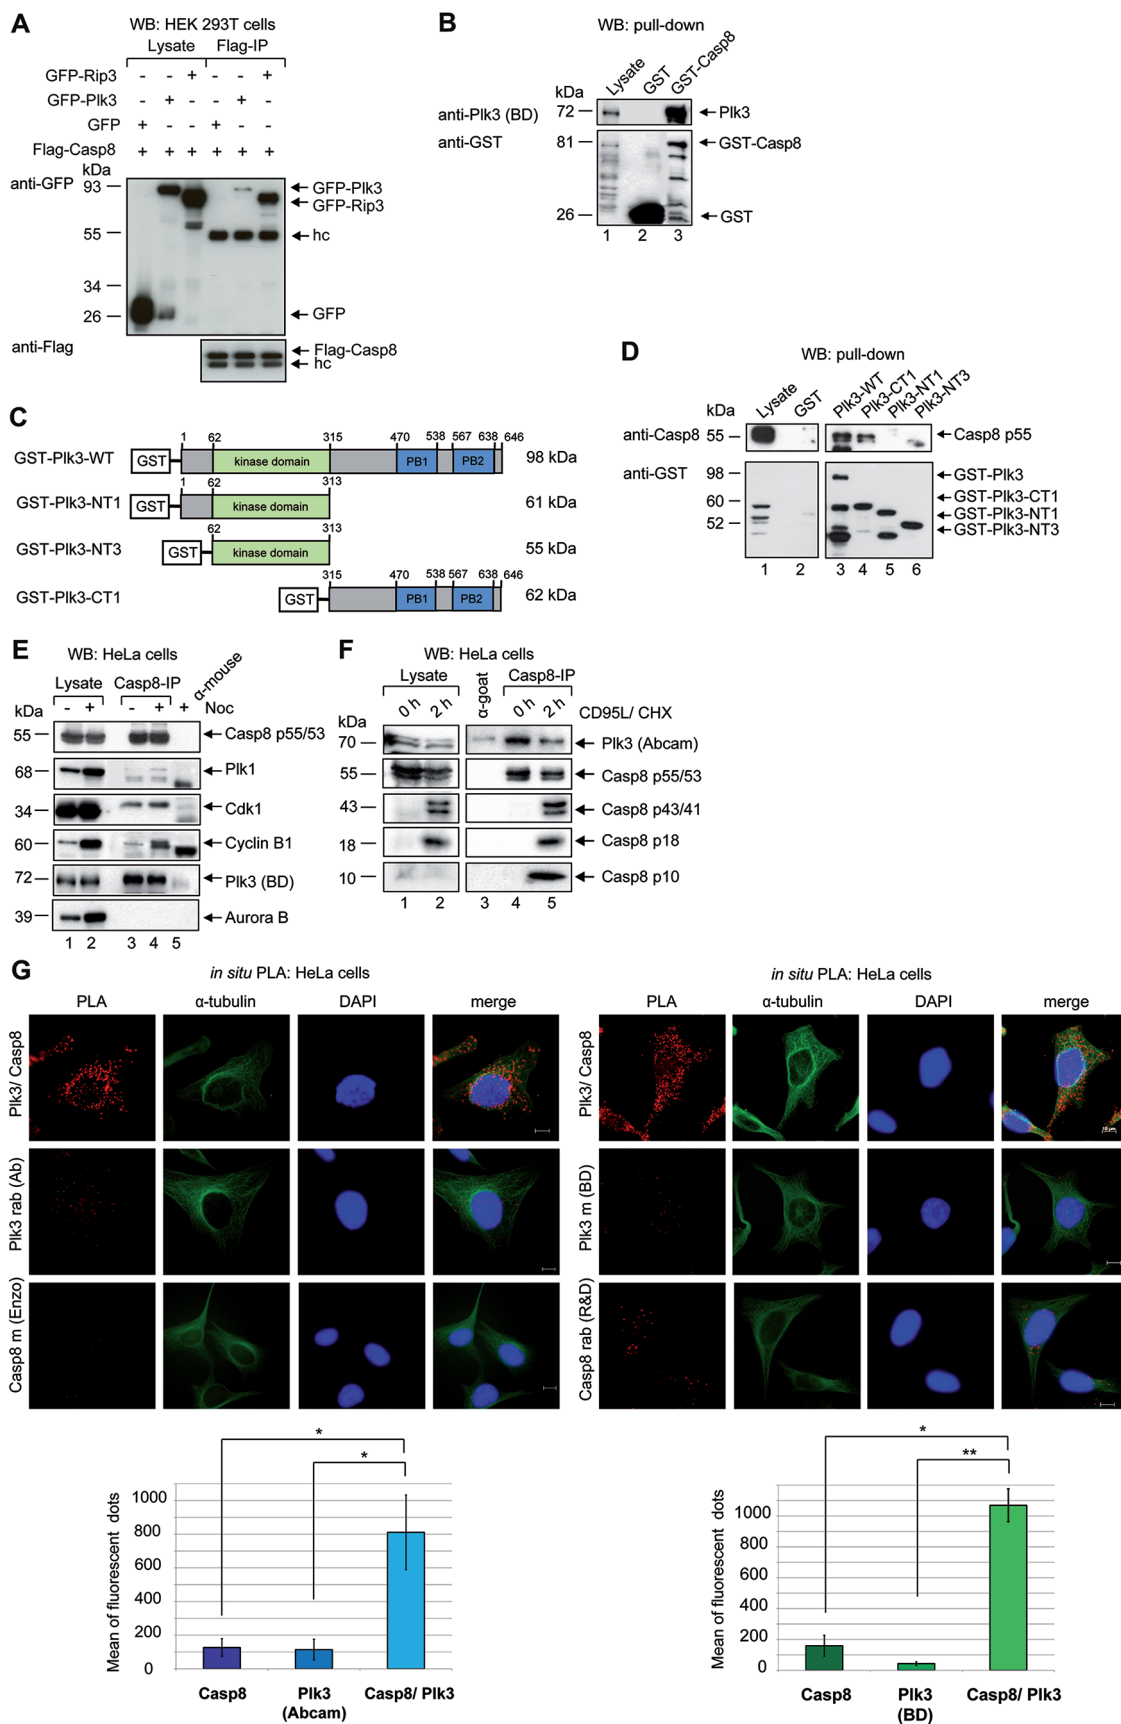 A
WB: HEK 293T cells
Lysate Flag-IP
GFP-Rip3 - - + - - +
GFP-Plk3 - + - - + -
GFP + - - + - -
Flag-Casp8 + + + + + +
kDa
anti-GFP
93
55
34
26
GFP-Plk3
GFP-Rip3
hc
GFP
anti-Flag
Flag-Casp8
hc
B
WB: pull-down
Lysate GST GST-Casp8
kDa
anti-Plk3 (BD) 72 Plk3
anti-GST 81 GST-Casp8
26 GST
1 2 3
C
1 62 315 470 538 567 638 646
GST-Plk3-WT GST kinase domain PB1 PB2 98 kDa
1 62 313
GST-Plk3-NT1 GST kinase domain 61 kDa
62 313
GST-Plk3-NT3 GST kinase domain 55 kDa
315 470 538 567 638 646
GST-Plk3-CT1 GST PB1 PB2 62 kDa
D
WB: pull-down
Lysate GST Plk3-WT Plk3-CT1 Plk3-NT1 Plk3-NT3
kDa
anti-Casp8 55 Casp8 p55
anti-GST
98
60
52
GST-Plk3
GST-Plk3-CT1
GST-Plk3-NT1
GST-Plk3-NT3
1 2 3 4 5 6
E
WB: HeLa cells
Lysate Casp8-IP α-mouse
- + - + + Noc
kDa
55 Casp8 p55/53
68 Plk1
34 Cdk1
60 Cyclin B1
72 Plk3 (BD)
39 Aurora B
1 2 3 4 5
F
WB: HeLa cells
Lysate α-goat Casp8-IP
0 h 2 h 0 h 2 h CD95L/ CHX
kDa
70 Plk3 (Abcam)
55 Casp8 p55/53
43 Casp8 p43/41
18 Casp8 p18
10 Casp8 p10
1 2 3 4 5
G
in situ PLA: HeLa cells
PLA α-tubulin DAPI merge
Plk3/ Casp8
Plk3 rab (Ab)
Casp8 m (Enzo)
in situ PLA: HeLa cells
PLA α-tubulin DAPI merge
Plk3/ Casp8
10 µm
Plk3 m (BD)
Casp8 rab (R&D)
*
*
Mean of fluorescent dots
1000
800
600
400
200
0
Casp8 Plk3 (Abcam) Casp8/ Plk3
*
**
Mean of fluorescent dots
1000
800
600
400
200
0
Casp8 Plk3 (BD) Casp8/ Plk3